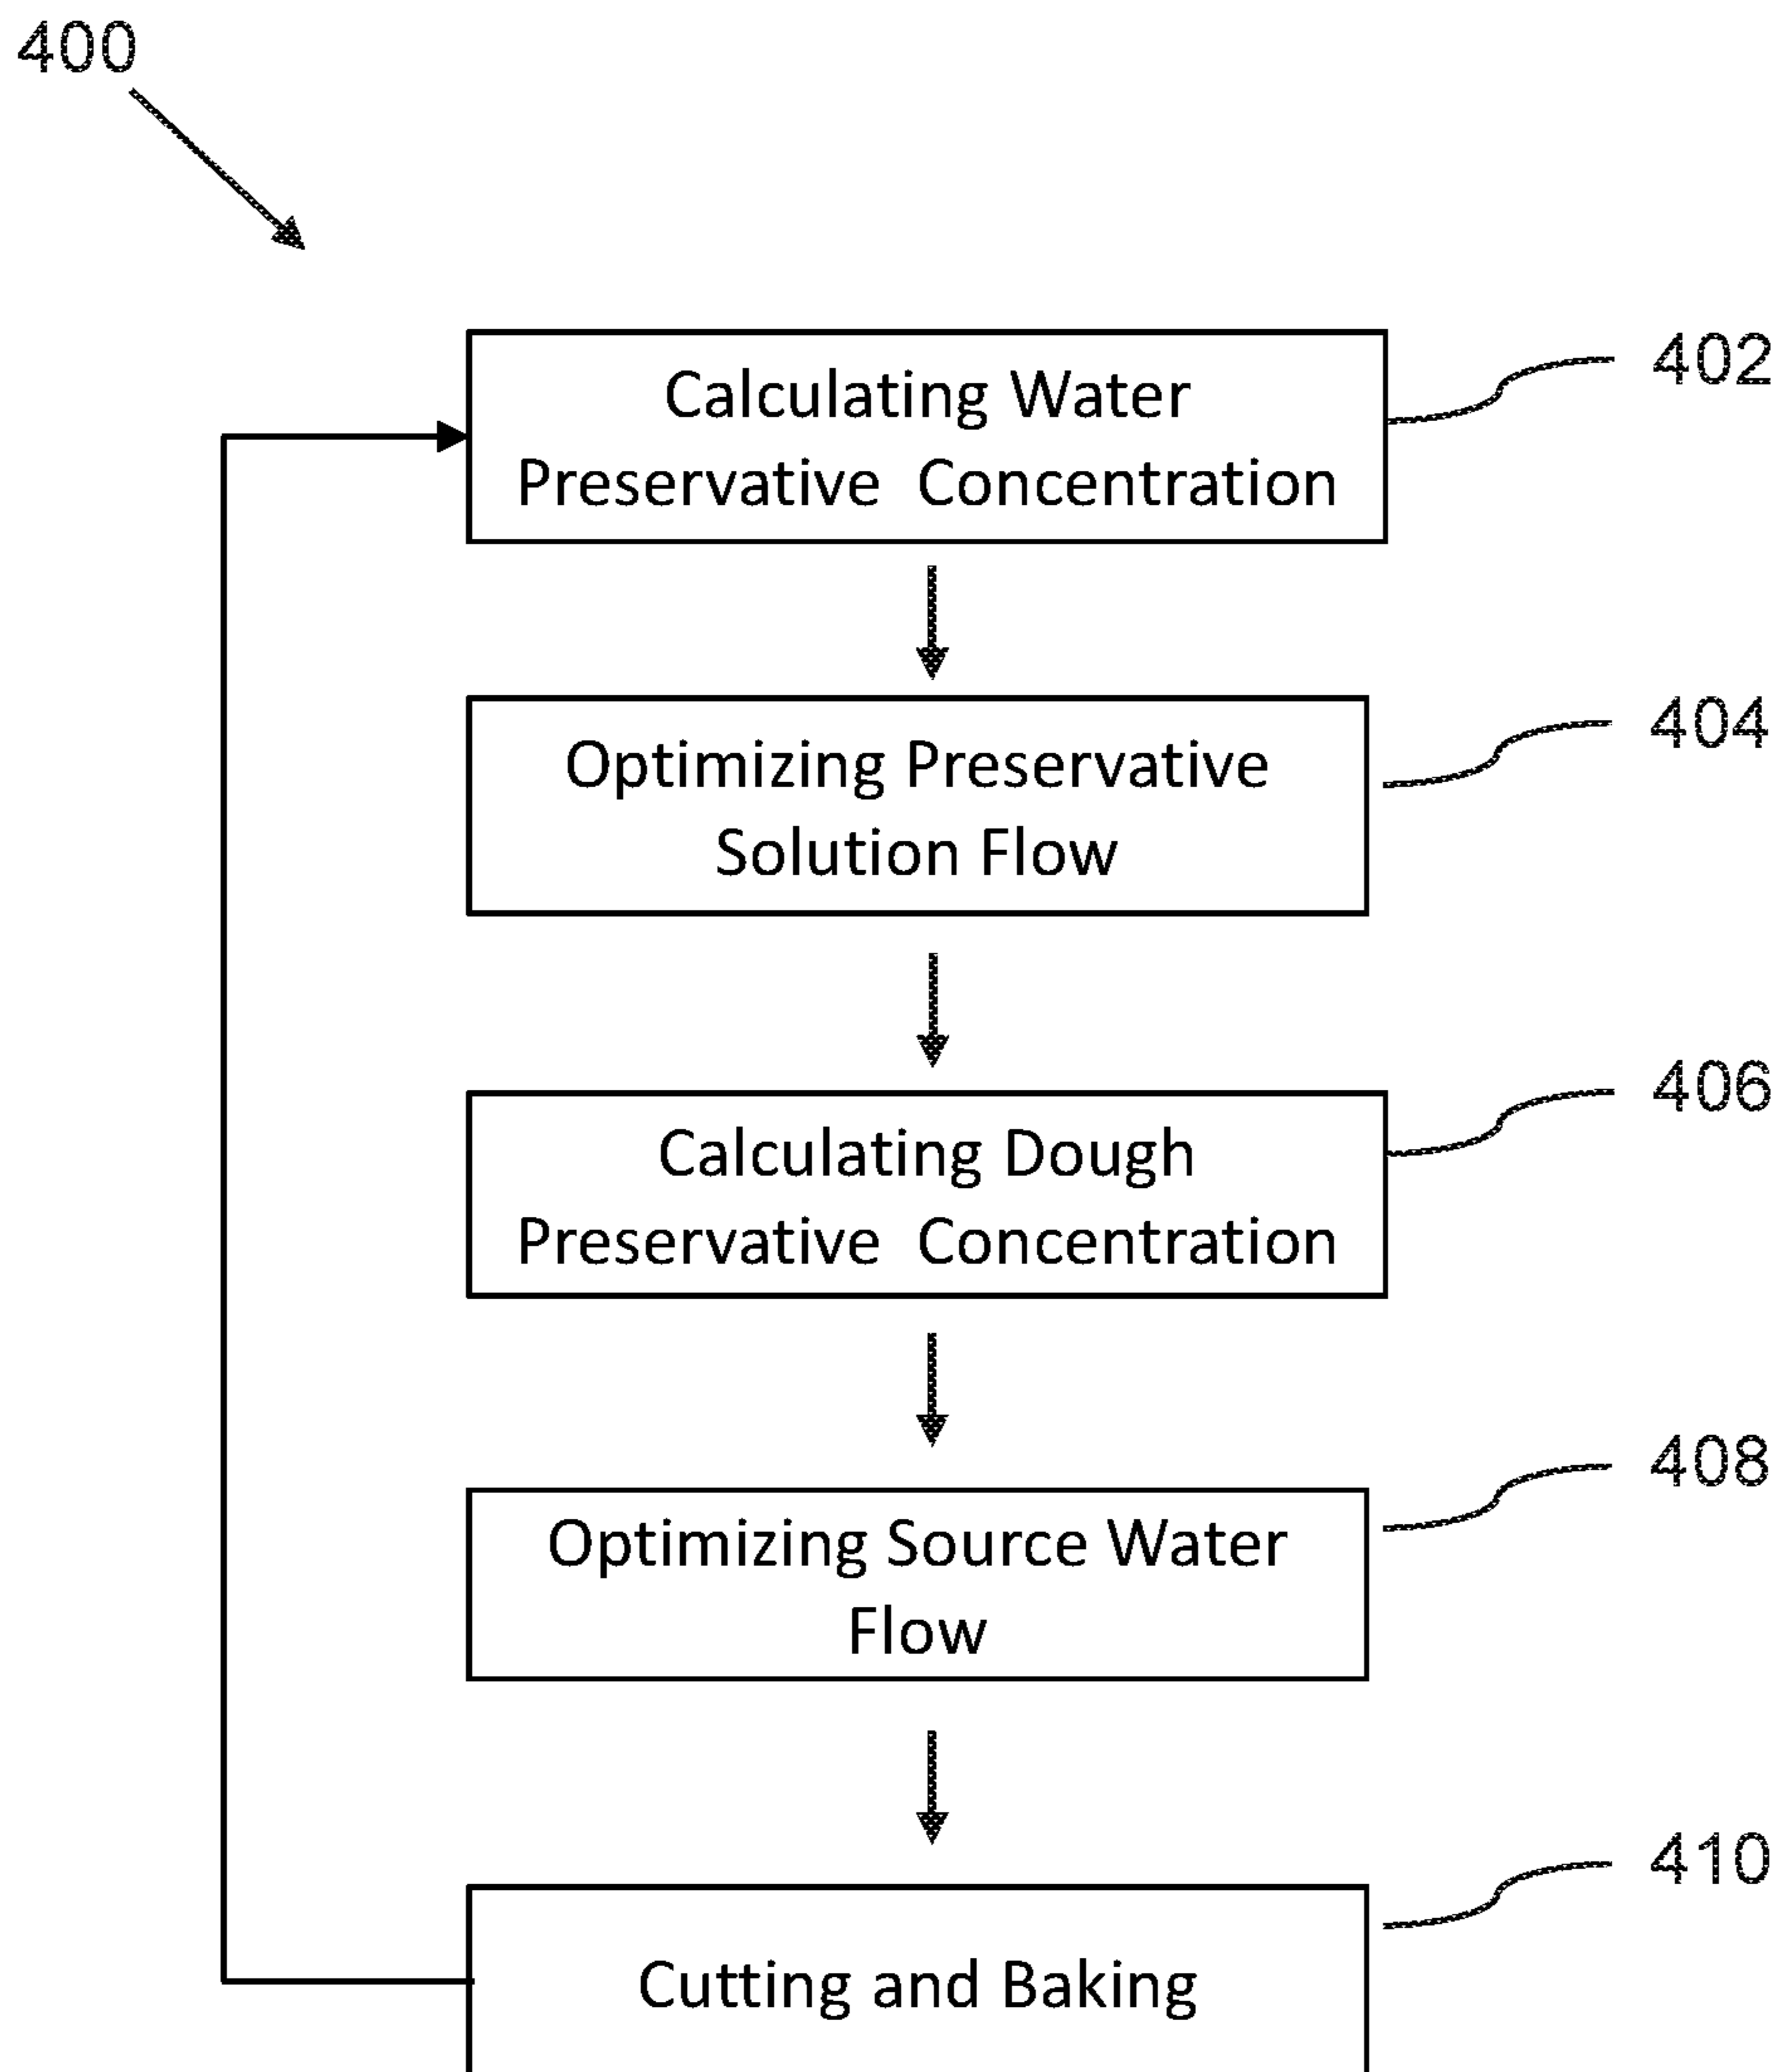 400
Calculating Water
Preservative Concentration
402
Optimizing Preservative
Solution Flow
404
Calculating Dough
Preservative Concentration
406
Optimizing Source Water
Flow
408
Cutting and Baking
410